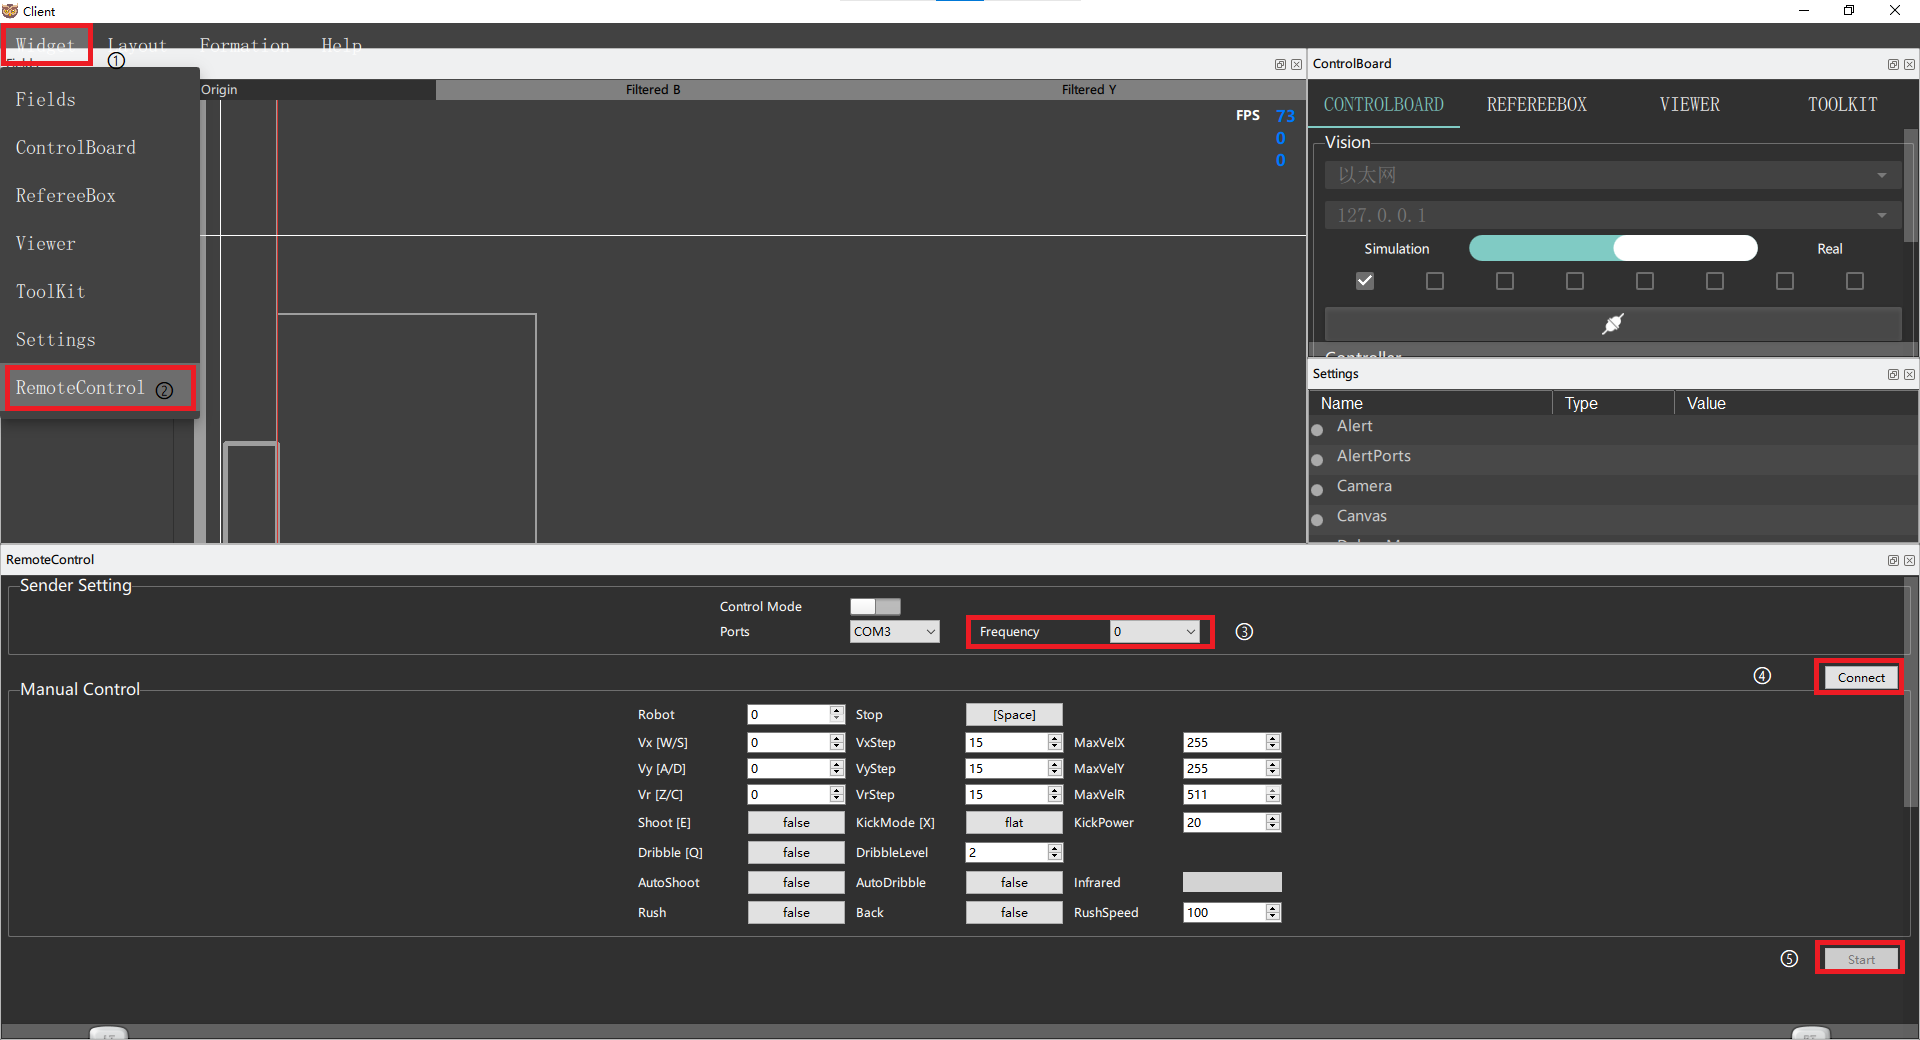 Client
Widget Layout Formation Help
①
Fields
ControlBoard
RefereeBox
Viewer
ToolKit
Settings
RemoteControl ②
Origin Filtered B Filtered Y
FPS 73
0
0
ControlBoard
CONTROLBOARD REFEREEBOX VIEWER TOOLKIT
Vision
以太网
127.0.0.1
Simulation Real
Controller
Settings
Name Type Value
Alert
AlertPorts
Camera
Canvas
RemoteControl
Sender Setting
Control Mode
Ports COM3 Frequency 0 ③
④ Connect
Manual Control
Robot 0 Stop [Space]
Vx [W/S] 0 VxStep 15 MaxVelX 255
Vy [A/D] 0 VyStep 15 MaxVelY 255
Vr [Z/C] 0 VrStep 15 MaxVelR 511
Shoot [E] false KickMode [X] flat KickPower 20
Dribble [Q] false DribbleLevel 2
AutoShoot false AutoDribble false Infrared
Rush false Back false RushSpeed 100
⑤ Start